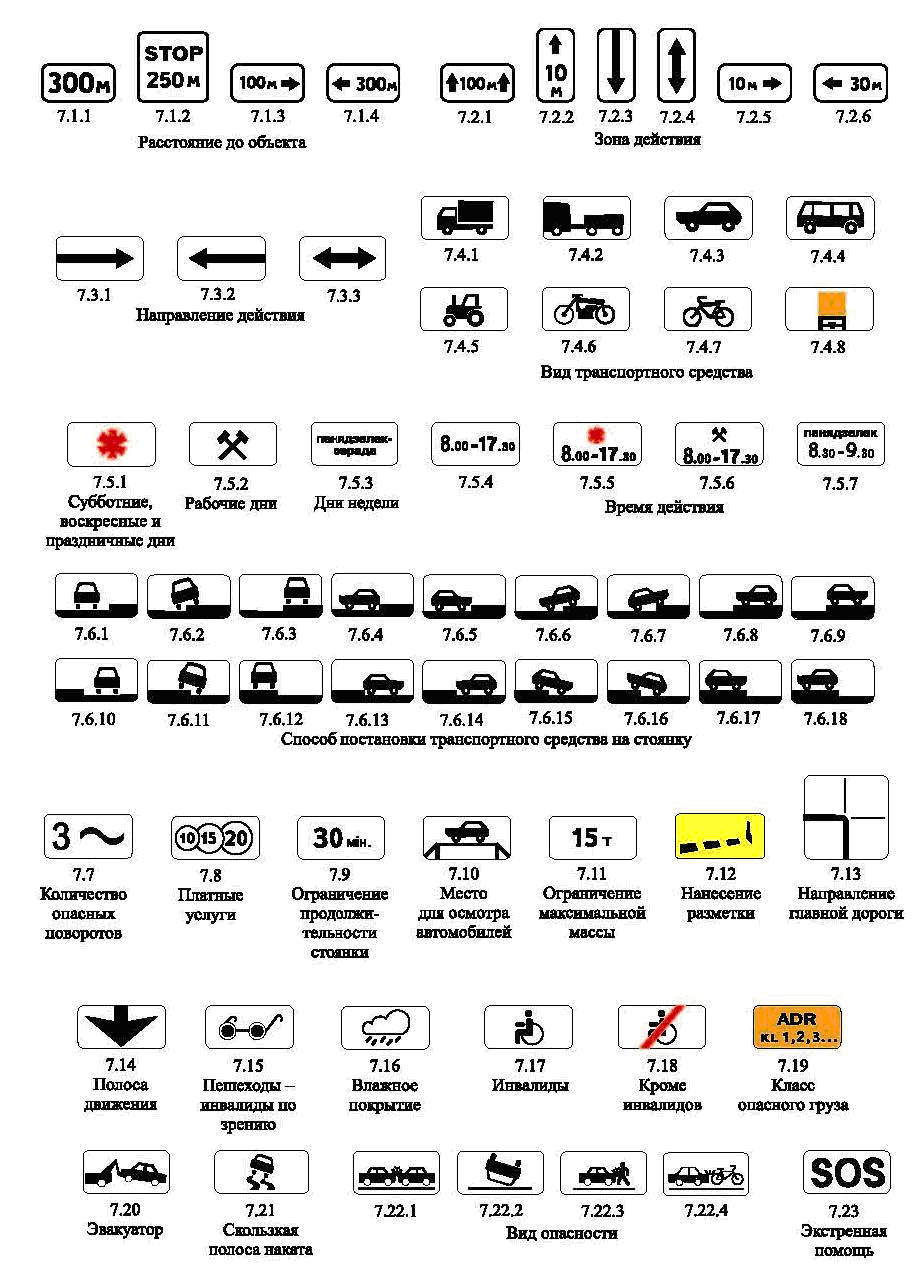 300м
STOP
250 м
100м
300м
100м
10
м
10м
30м
7.1.1 7.1.2 7.1.3 7.1.4 7.2.1 7.2.2 7.2.3 7.2.4 7.2.5 7.2.6
Расстояние до объекта
Зона действия
7.4.1 7.4.2 7.4.3 7.4.4
7.3.1 7.3.2 7.3.3
Направление действия
7.4.5 7.4.6 7.4.7 7.4.8
Вид транспортного средства
панядзелак-
серада
8.00-17.30
8.00-17.30
8.00-17.30
панядзелак
8.30-9.30
7.5.1 7.5.2 7.5.3 7.5.4 7.5.5 7.5.6 7.5.7
Субботние,
воскресные и
праздничные дни
Рабочие дни
Дни недели
Время действия
7.6.1 7.6.2 7.6.3 7.6.4 7.6.5 7.6.6 7.6.7 7.6.8 7.6.9
7.6.10 7.6.11 7.6.12 7.6.13 7.6.14 7.6.15 7.6.16 7.6.17 7.6.18
Способ постановки транспортного средства на стоянку
3
10 15 20
30 мін.
15 т
7.7
Количество
опасных
поворотов
7.8
Платные
услуги
7.9
Ограничение
продолжи-
тельности
стоянки
7.10
Место
для осмотра
автомобилей
7.11
Ограничение
максимальной
массы
7.12
Нанесение
разметки
7.13
Направление
главной дороги
ADR
KL 1,2,3...
7.14
Полоса
движения
7.15
Пешеходы –
инвалиды по
зрению
7.16
Влажное
покрытие
7.17
Инвалиды
7.18
Кроме
инвалидов
7.19
Класс
опасного груза
SOS
7.20
Эвакуатор
7.21
Скользкая
полоса наката
7.22.1 7.22.2 7.22.3 7.22.4
Вид опасности
7.23
Экстренная
помощь